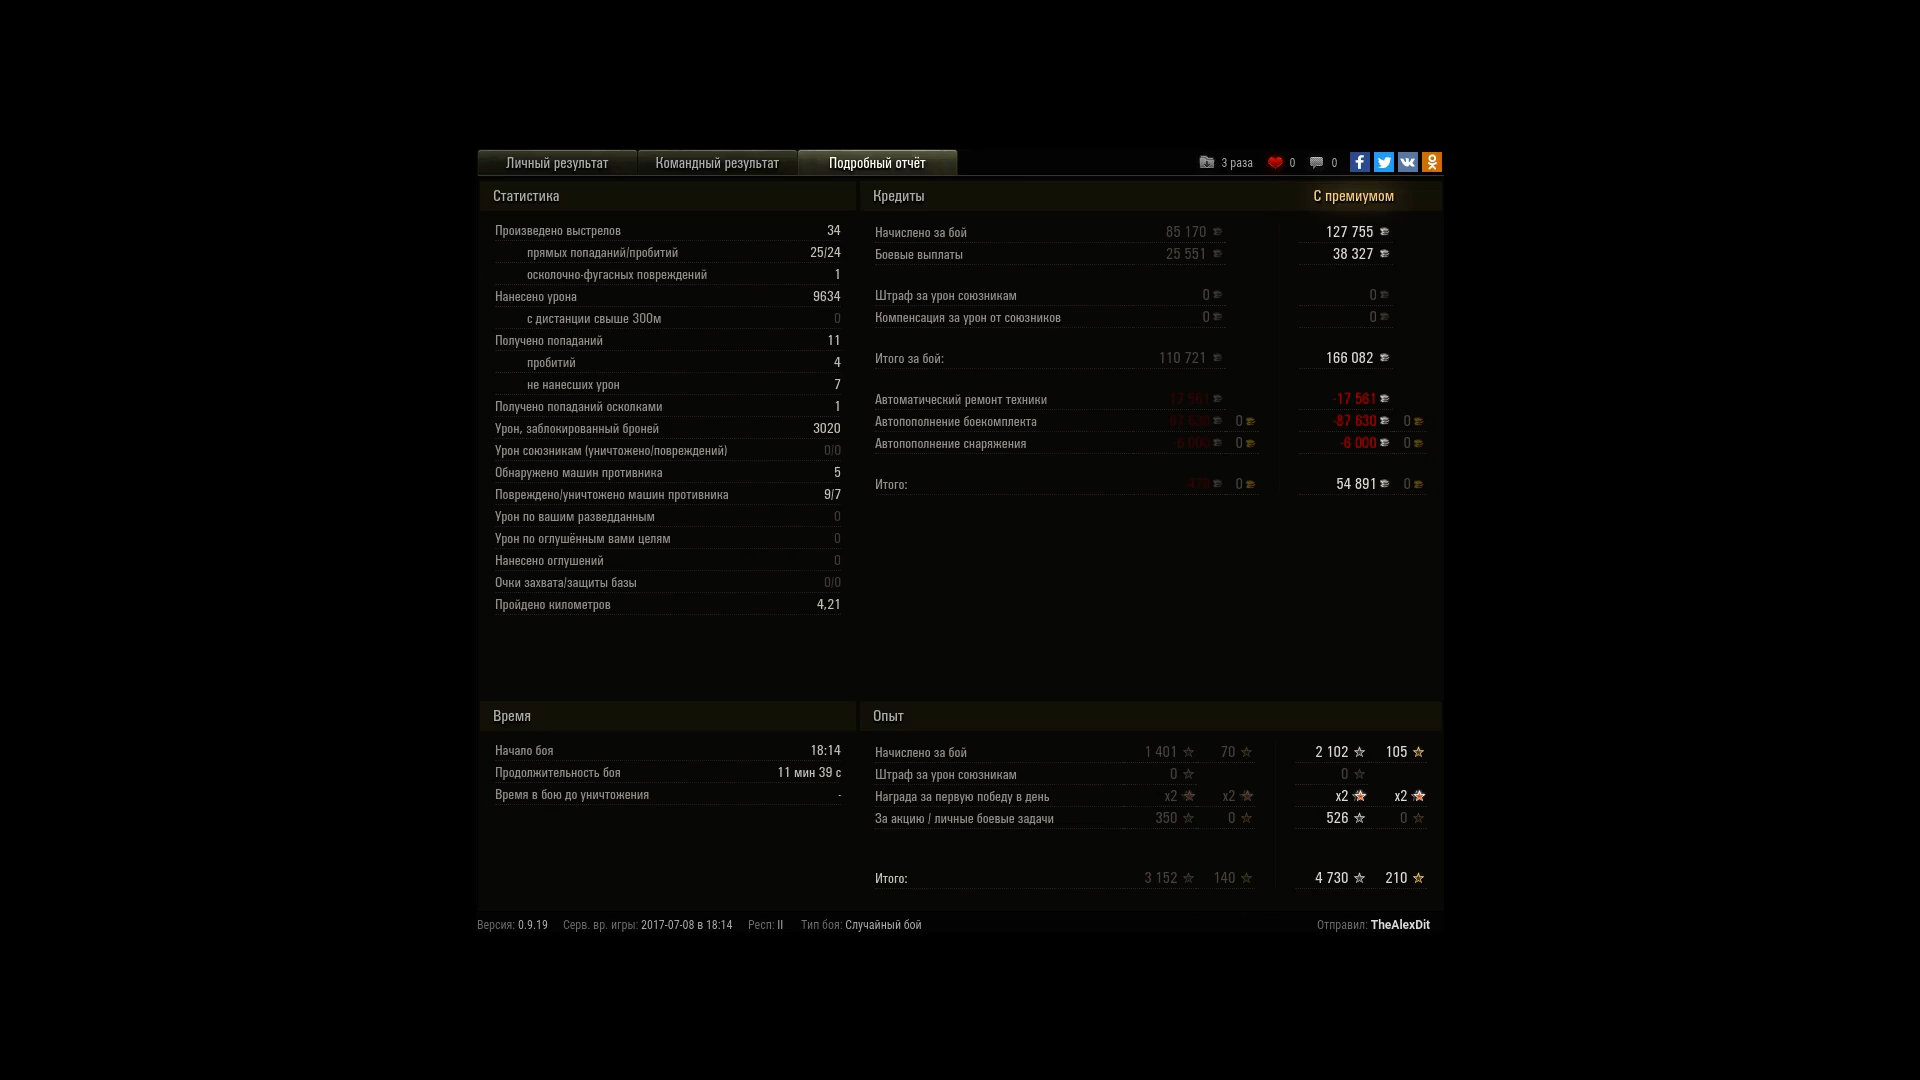 Личный результат Командный результат Подробный отчёт 3 раза 0 0
Статистика
Произведено выстрелов 34
прямых попаданий/пробитий 25/24
осколочно-фугасных повреждений 1
Нанесено урона 9634
с дистанции свыше 300м 0
Получено попаданий 11
пробитий 4
не нанесших урон 7
Получено попаданий осколками 1
Урон, заблокированный броней 3020
Урон союзникам (уничтожено/повреждений) 0/0
Обнаружено машин противника 5
Повреждено/уничтожено машин противника 9/7
Урон по вашим разведданным 0
Урон по оглушённым вами целям 0
Нанесено оглушений 0
Очки захвата/защиты базы 0/0
Пройдено километров 4,21
Кредиты С премиумом
Начислено за бой 85 170 127 755
Боевые выплаты 25 551 38 327
Штраф за урон союзникам 0 0
Компенсация за урон от союзников 0 0
Итого за бой: 110 721 166 082
Автоматический ремонт техники -17 561 -17 561
Автопополнение боекомплекта -87 630 0 -87 630 0
Автопополнение снаряжения -6 000 0 -6 000 0
Итого: -470 0 54 891 0
Время
Начало боя 18:14
Продолжительность боя 11 мин 39 с
Время в бою до уничтожения -
Опыт
Начислено за бой 1 401 70 2 102 105
Штраф за урон союзникам 0 0
Награда за первую победу в день x2 x2 x2 x2
За акцию / личные боевые задачи 350 0 526 0
Итого: 3 152 140 4 730 210
Версия: 0.9.19 Серв. вр. игры: 2017-07-08 в 18:14 Респ: II Тип боя: Случайный бой Отправил: TheAlexDit